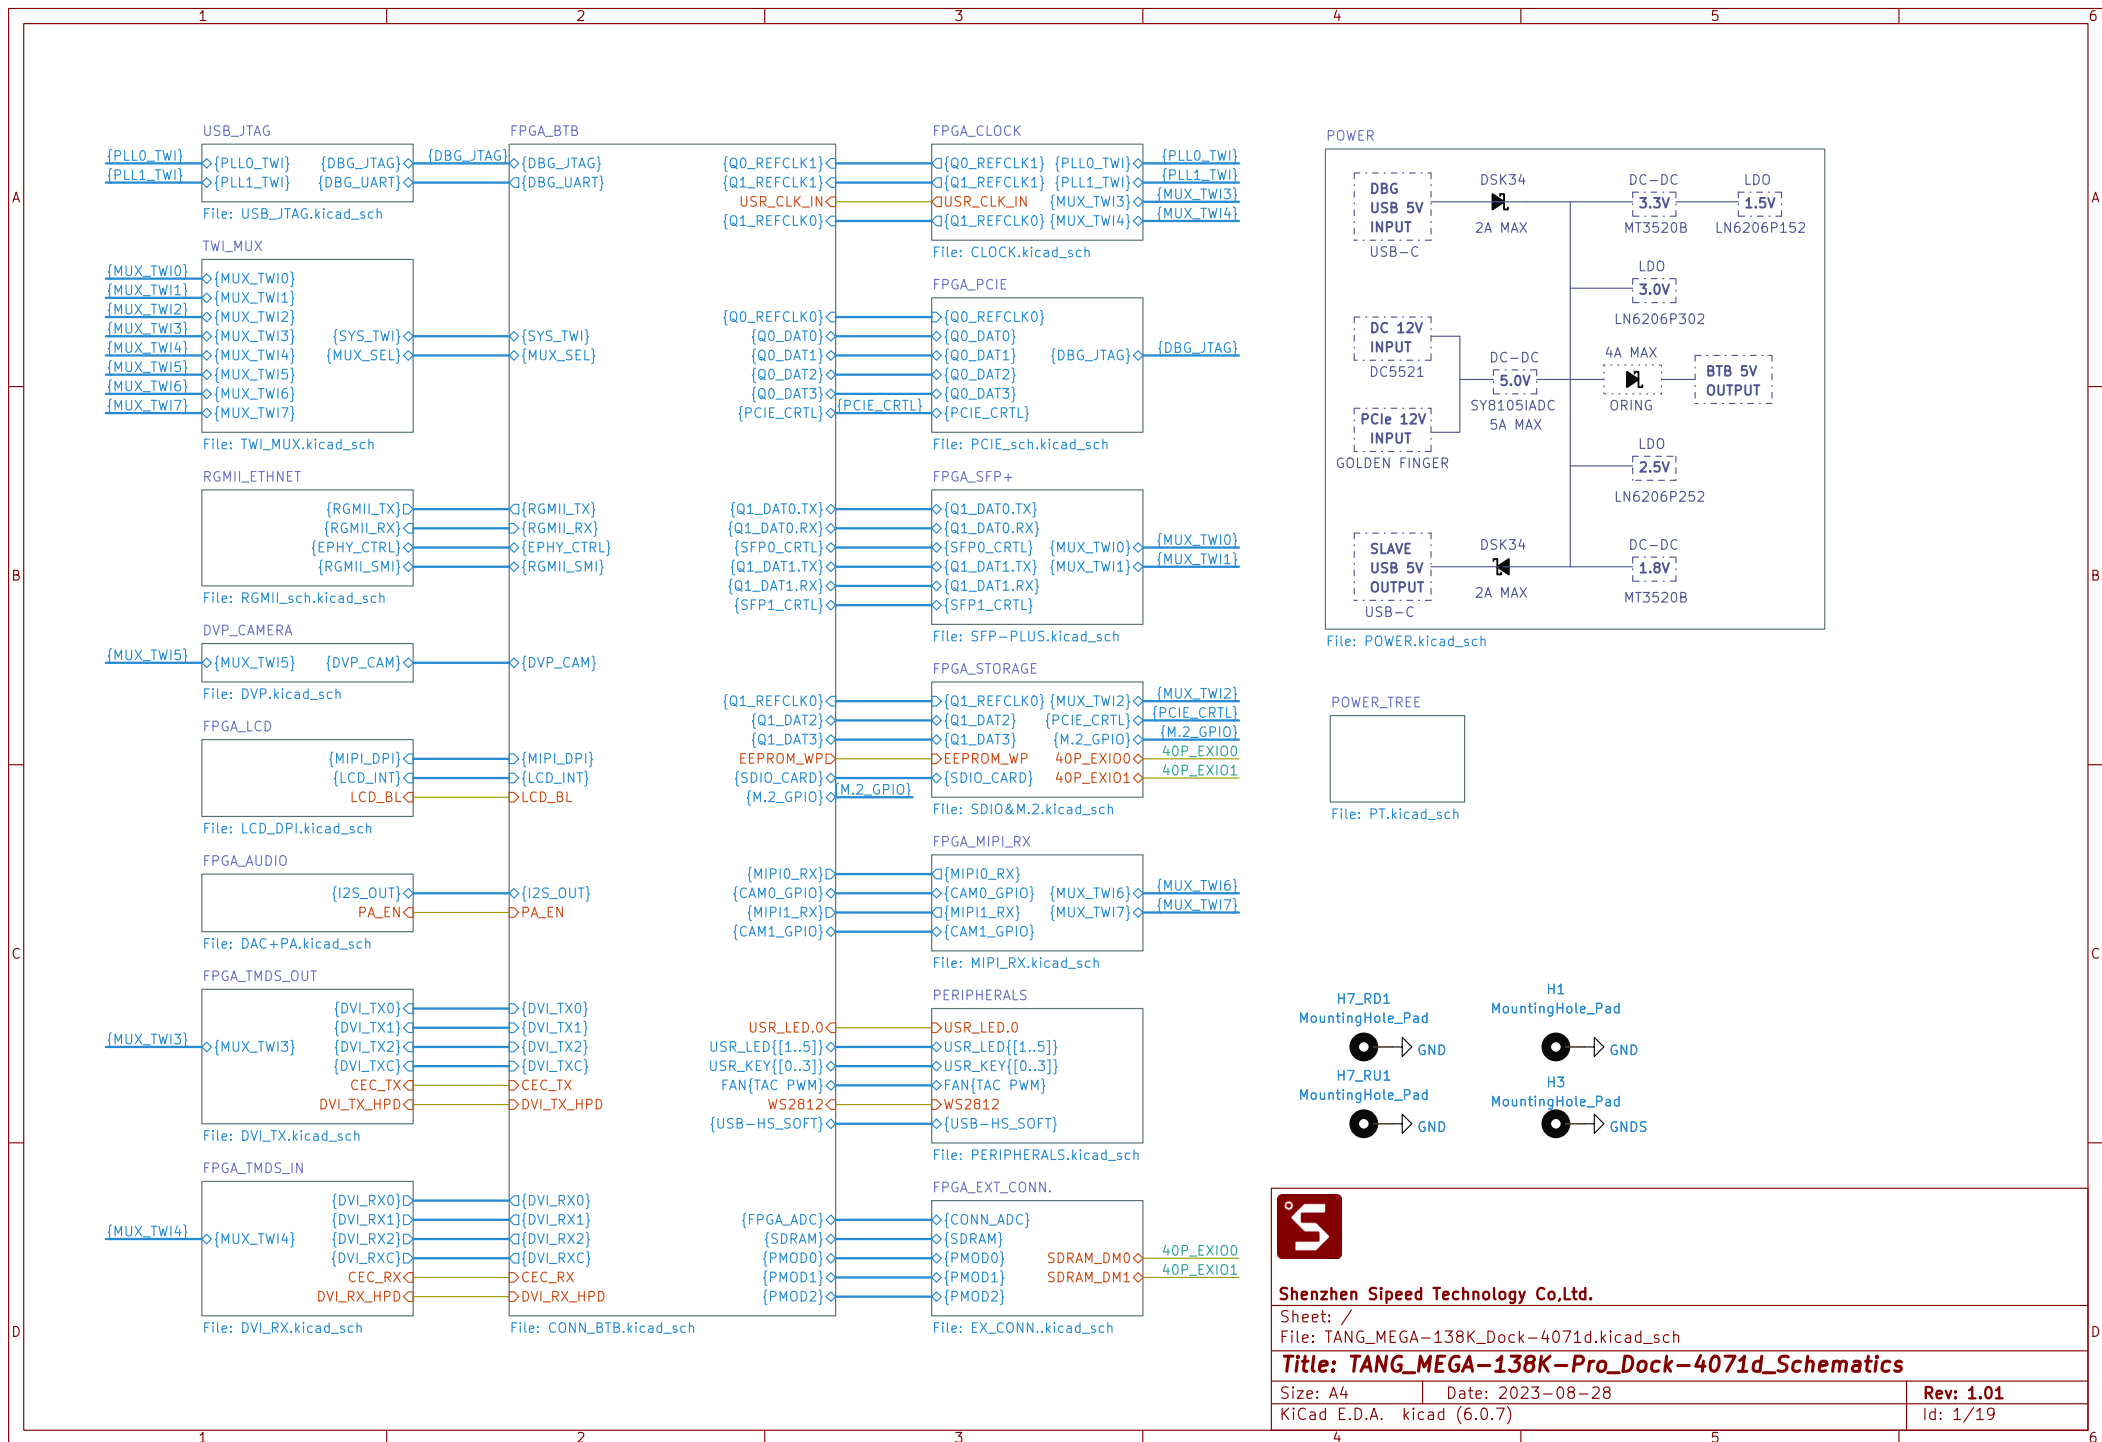 1 2 3 4 5 6
A
B
C
D
USB_JTAG
{PLL0_TWI} {PLL0_TWI} {DBG_JTAG} {DBG_JTAG}
{PLL1_TWI} {PLL1_TWI} {DBG_UART}
File: USB_JTAG.kicad_sch
TWI_MUX
{MUX_TWI0} {MUX_TWI0}
{MUX_TWI1} {MUX_TWI1}
{MUX_TWI2} {MUX_TWI2}
{MUX_TWI3} {MUX_TWI3} {SYS_TWI}
{MUX_TWI4} {MUX_TWI4} {MUX_SEL}
{MUX_TWI5} {MUX_TWI5}
{MUX_TWI6} {MUX_TWI6}
{MUX_TWI7} {MUX_TWI7}
File: TWI_MUX.kicad_sch
RGMII_ETHNET
{RGMII_TX}
{RGMII_RX}
{EPHY_CTRL}
{RGMII_SMI}
File: RGMII_sch.kicad_sch
DVP_CAMERA
{MUX_TWI5} {MUX_TWI5} {DVP_CAM}
File: DVP.kicad_sch
FPGA_LCD
{MIPI_DPI}
{LCD_INT}
LCD_BL
File: LCD_DPI.kicad_sch
FPGA_AUDIO
{I2S_OUT}
PA_EN
File: DAC+PA.kicad_sch
FPGA_TMDS_OUT
{DVI_TX0}
{DVI_TX1}
{MUX_TWI3} {MUX_TWI3} {DVI_TX2}
{DVI_TXC}
CEC_TX
DVI_TX_HPD
File: DVI_TX.kicad_sch
FPGA_TMDS_IN
{DVI_RX0}
{DVI_RX1}
{MUX_TWI4} {MUX_TWI4} {DVI_RX2}
{DVI_RXC}
CEC_RX
DVI_RX_HPD
File: DVI_RX.kicad_sch
FPGA_BTB
{DBG_JTAG} {Q0_REFCLK1}
{DBG_UART} {Q1_REFCLK1}
USR_CLK_IN
{Q1_REFCLK0}
{Q0_REFCLK0}
{SYS_TWI} {Q0_DAT0}
{MUX_SEL} {Q0_DAT1}
{Q0_DAT2}
{Q0_DAT3}
{PCIE_CRTL} {PCIE_CRTL}
{RGMII_TX} {Q1_DAT0.TX}
{RGMII_RX} {Q1_DAT0.RX}
{EPHY_CTRL} {SFP0_CRTL}
{RGMII_SMI} {Q1_DAT1.TX}
{Q1_DAT1.RX}
{SFP1_CRTL}
{DVP_CAM}
{Q1_REFCLK0}
{Q1_DAT2}
{Q1_DAT3}
{MIPI_DPI} EEPROM_WP
{LCD_INT} {SDIO_CARD}
LCD_BL {M.2_GPIO} {M.2_GPIO}
{MIPI0_RX}
{I2S_OUT} {CAM0_GPIO}
PA_EN {MIPI1_RX}
{CAM1_GPIO}
{DVI_TX0}
{DVI_TX1} USR_LED.0
{DVI_TX2} USR_LED{[1..5]}
{DVI_TXC} USR_KEY{[0..3]}
CEC_TX FAN{TAC PWM}
DVI_TX_HPD WS2812
{USB-HS_SOFT}
{DVI_RX0}
{DVI_RX1} {FPGA_ADC}
{DVI_RX2} {SDRAM}
{DVI_RXC} {PMOD0}
CEC_RX {PMOD1}
DVI_RX_HPD {PMOD2}
File: CONN_BTB.kicad_sch
FPGA_CLOCK
{Q0_REFCLK1} {PLL0_TWI} {PLL0_TWI}
{Q1_REFCLK1} {PLL1_TWI} {PLL1_TWI}
USR_CLK_IN {MUX_TWI3} {MUX_TWI3}
{Q1_REFCLK0} {MUX_TWI4} {MUX_TWI4}
File: CLOCK.kicad_sch
FPGA_PCIE
{Q0_REFCLK0}
{Q0_DAT0}
{Q0_DAT1} {DBG_JTAG} {DBG_JTAG}
{Q0_DAT2}
{Q0_DAT3}
{PCIE_CRTL}
File: PCIE_sch.kicad_sch
FPGA_SFP+
{Q1_DAT0.TX}
{Q1_DAT0.RX}
{SFP0_CRTL} {MUX_TWI0} {MUX_TWI0}
{Q1_DAT1.TX} {MUX_TWI1} {MUX_TWI1}
{Q1_DAT1.RX}
{SFP1_CRTL}
File: SFP-PLUS.kicad_sch
FPGA_STORAGE
{Q1_REFCLK0} {MUX_TWI2} {MUX_TWI2}
{Q1_DAT2} {PCIE_CRTL} {PCIE_CRTL}
{Q1_DAT3} {M.2_GPIO} {M.2_GPIO}
EEPROM_WP 40P_EXIO0 40P_EXIO0
{SDIO_CARD} 40P_EXIO1 40P_EXIO1
File: SDIO&M.2.kicad_sch
FPGA_MIPI_RX
{MIPI0_RX}
{CAM0_GPIO} {MUX_TWI6} {MUX_TWI6}
{MIPI1_RX} {MUX_TWI7} {MUX_TWI7}
{CAM1_GPIO}
File: MIPI_RX.kicad_sch
PERIPHERALS
USR_LED.0
USR_LED{[1..5]}
USR_KEY{[0..3]}
FAN{TAC PWM}
WS2812
{USB-HS_SOFT}
File: PERIPHERALS.kicad_sch
FPGA_EXT_CONN.
{CONN_ADC}
{SDRAM}
{PMOD0} SDRAM_DM0 40P_EXIO0
{PMOD1} SDRAM_DM1 40P_EXIO1
{PMOD2}
File: EX_CONN..kicad_sch
POWER
DBG
USB 5V
INPUT
USB-C
DSK34
2A MAX
DC-DC
3.3V
MT3520B
LDO
1.5V
LN6206P152
LDO
3.0V
LN6206P302
DC 12V
INPUT
DC5521
PCIe 12V
INPUT
GOLDEN FINGER
DC-DC
5.0V
SY8105IADC
5A MAX
4A MAX
ORING
BTB 5V
OUTPUT
LDO
2.5V
LN6206P252
SLAVE
USB 5V
OUTPUT
USB-C
DSK34
2A MAX
DC-DC
1.8V
MT3520B
File: POWER.kicad_sch
POWER_TREE
File: PT.kicad_sch
H7_RD1
MountingHole_Pad
GND
H1
MountingHole_Pad
GND
H7_RU1
MountingHole_Pad
GND
H3
MountingHole_Pad
GNDS
S
Shenzhen Sipeed Technology Co,Ltd.
Sheet: /
File: TANG_MEGA-138K_Dock-4071d.kicad_sch
Title: TANG_MEGA-138K-Pro_Dock-4071d_Schematics
Size: A4 Date: 2023-08-28 Rev: 1.01
KiCad E.D.A. kicad (6.0.7) Id: 1/19
A
B
C
D
1 2 3 4 5 6